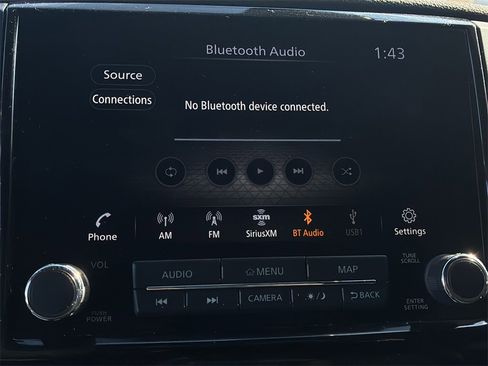 Bluetooth Audio
1:43
Source
Connections
No Bluetooth device connected.
Phone
AM
FM
sxm
SiriusXM
BT Audio
USB1
Settings
VOL
AUDIO
MENU
MAP
TUNE
SCROLL
CAMERA
BACK
PUSH
POWER
ENTER
SETTING